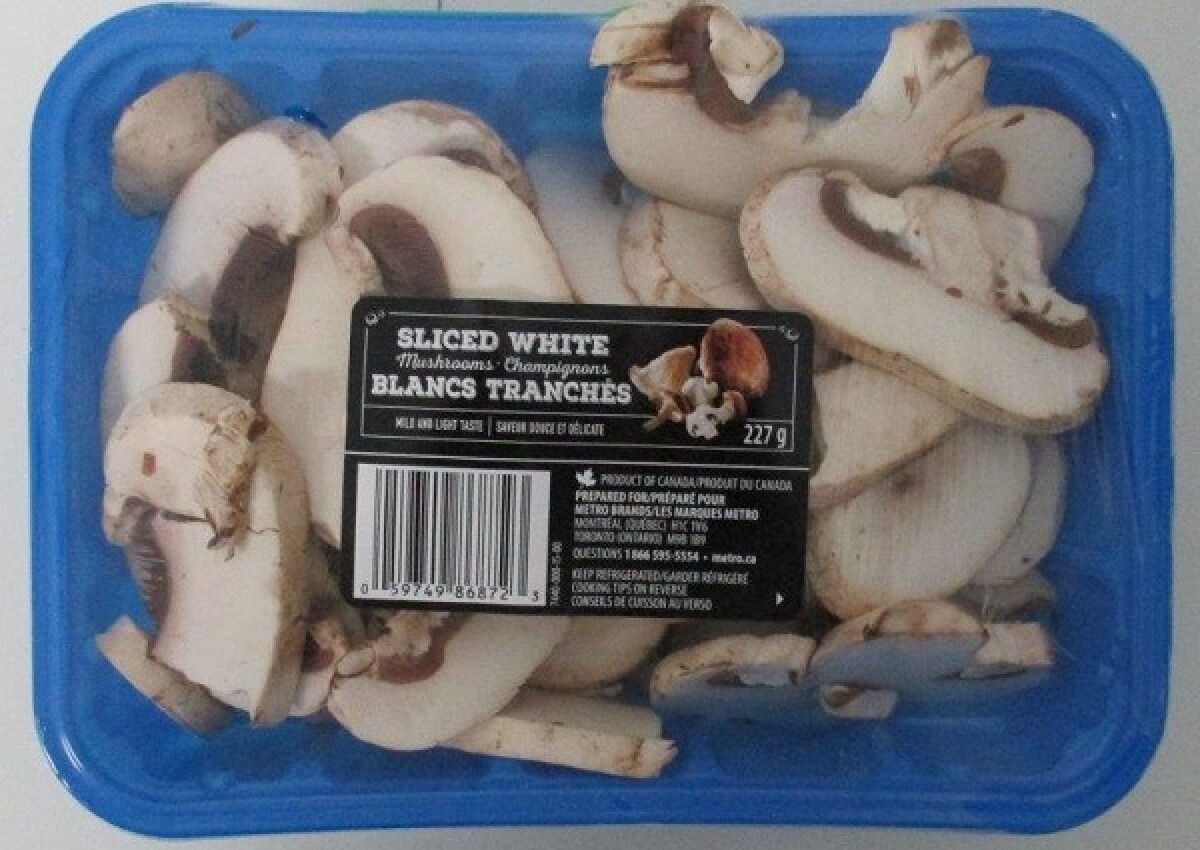 SLICED WHITE
Mushrooms · Champignons
BLANCS TRANCHÉS
MILD AND LIGHT TASTE | SAVEUR DOUCE ET DÉLICATE
227 g
PRODUCT OF CANADA/PRODUIT DU CANADA
PREPARED FOR/PRÉPARÉ POUR
METRO BRANDS/LES MARQUES METRO
MONTRÉAL (QUÉBEC) H1C 1V6
TORONTO (ONTARIO) M9B 1B9
QUESTIONS 1 866 595-5554 • metro.ca
KEEP REFRIGERATED/GARDER RÉFRIGÉRÉ
COOKING TIPS ON REVERSE
CONSEILS DE CUISSON AU VERSO
0 59749 86872 3